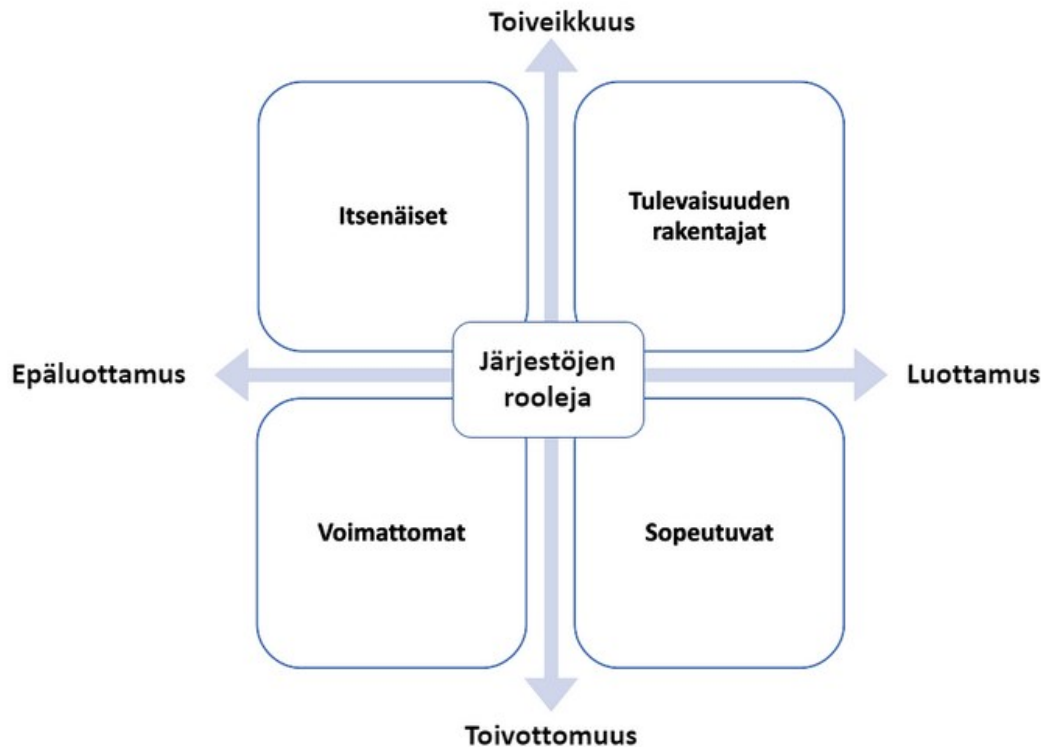 Toiveikkuus
Itsenäiset
Tulevaisuuden
rakentajat
Epäluottamus
Järjestöjen
rooleja
Luottamus
Voimattomat
Sopeutuvat
Toivottomuus